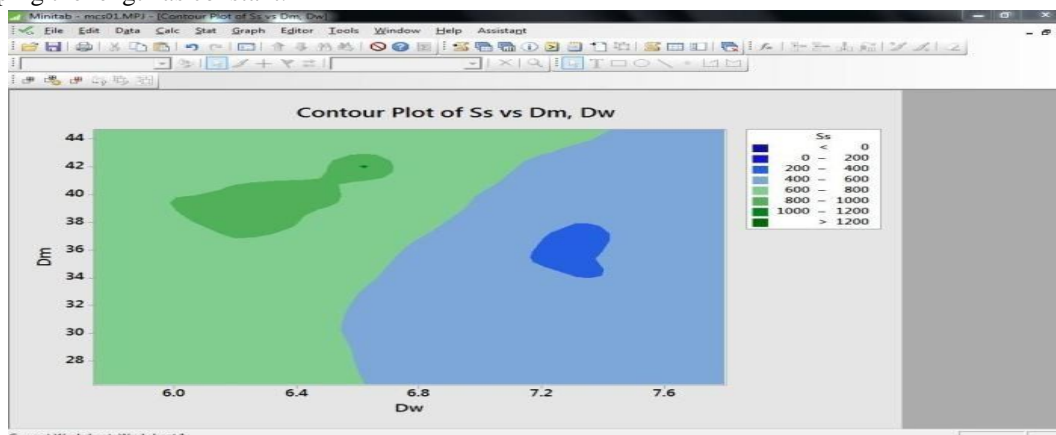 Minitab - mcs01.MPJ - [Contour Plot of Ss vs Dm, Dw]
File Edit Data Calc Stat Graph Editor Tools Window Help Assistant
Contour Plot of Ss vs Dm, Dw
Ss
< 0
0 – 200
200 – 400
400 – 600
600 – 800
800 – 1000
1000 – 1200
> 1200
44
42
40
38
36
34
32
30
28
Dm
6.0 6.4 6.8 7.2 7.6
Dw